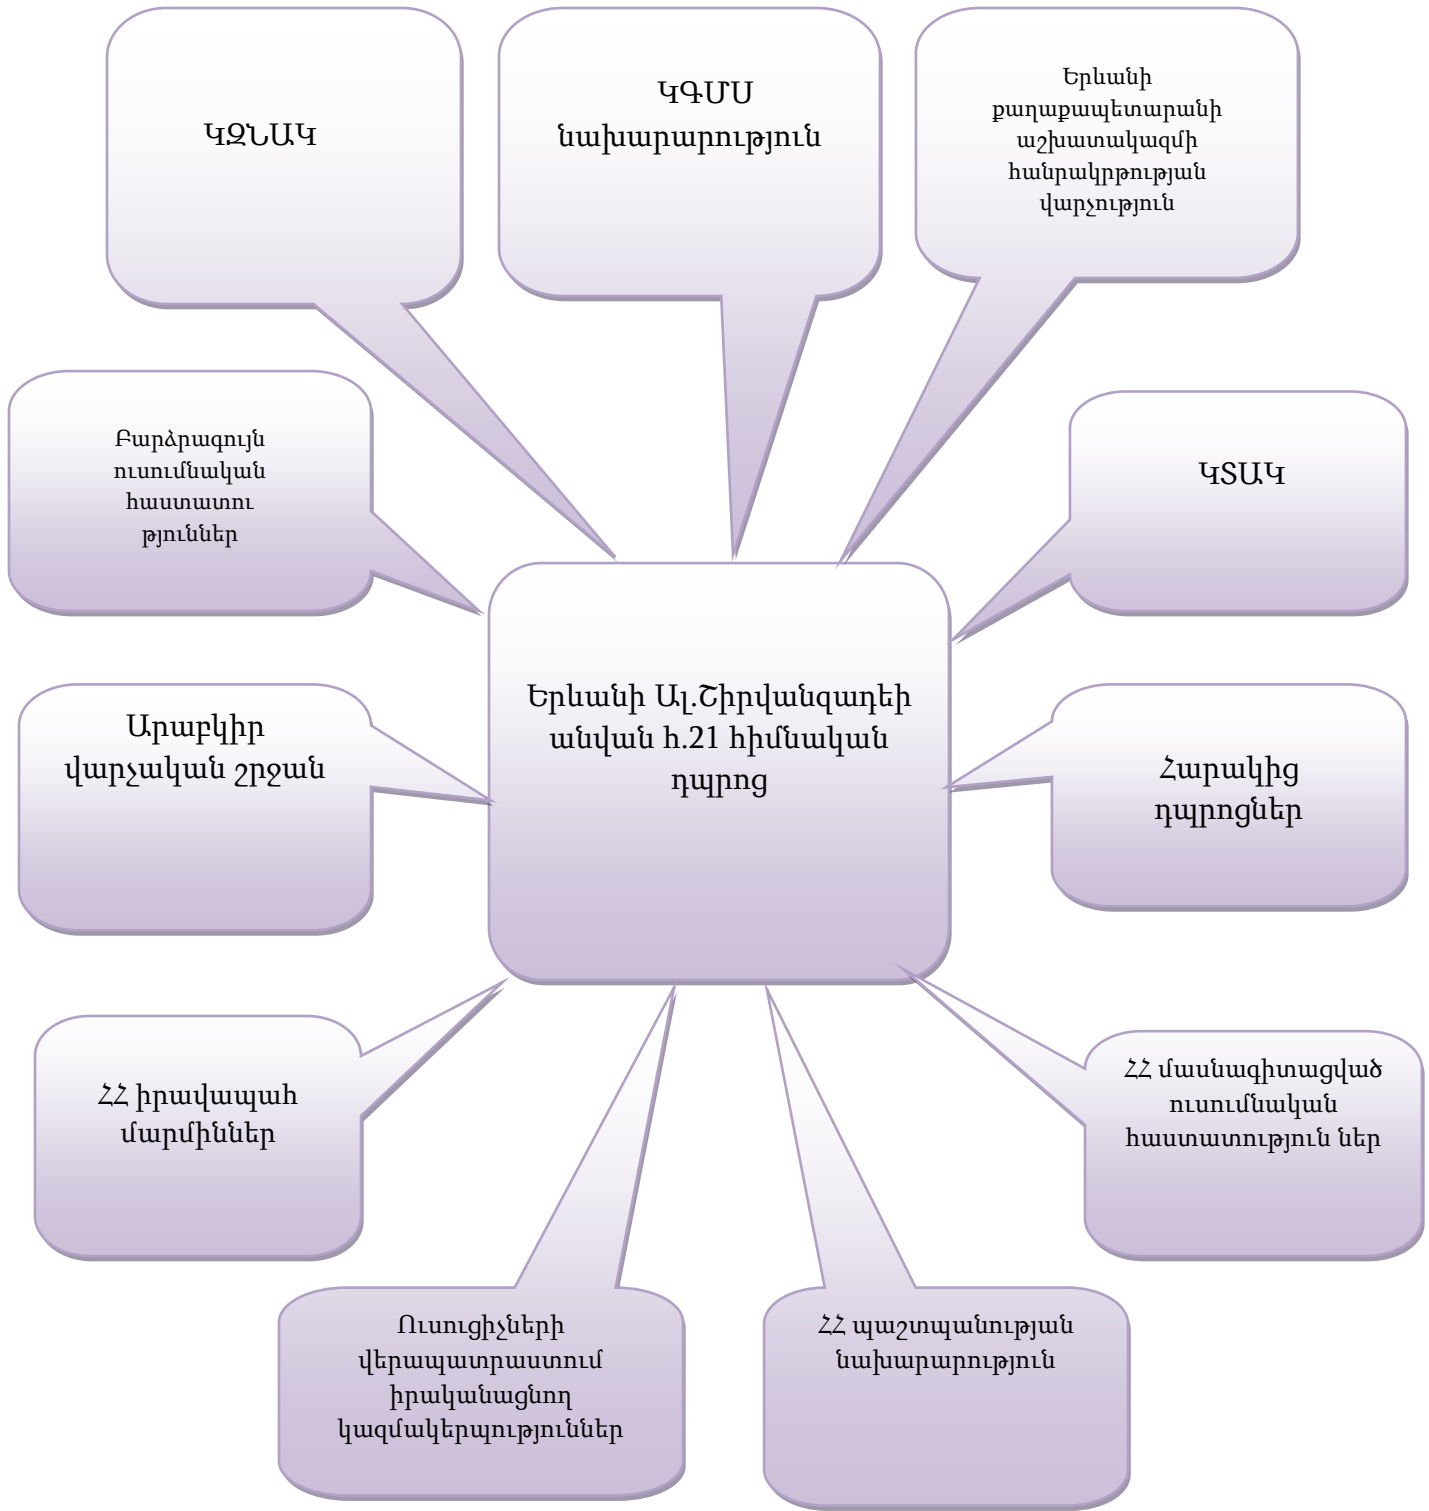 ԿԶՆԱԿ
ԿԳՄՍ
նախարարություն
Երևանի
քաղաքապետարանի
աշխատակազմի
հանրակրթության
վարչություն
Բարձրագույն
ուսումնական
հաստատու
թյուններ
ԿՏԱԿ
Երևանի Ալ.Շիրվանզադեի
անվան հ.21 հիմնական
դպրոց
Արաբկիր
վարչական շրջան
Հարակից
դպրոցներ
ՀՀ իրավապահ
մարմիններ
ՀՀ մասնագիտացված
ուսումնական
հաստատություն ներ
Ուսուցիչների
վերապատրաստում
իրականացնող
կազմակերպություններ
ՀՀ պաշտպանության
նախարարություն